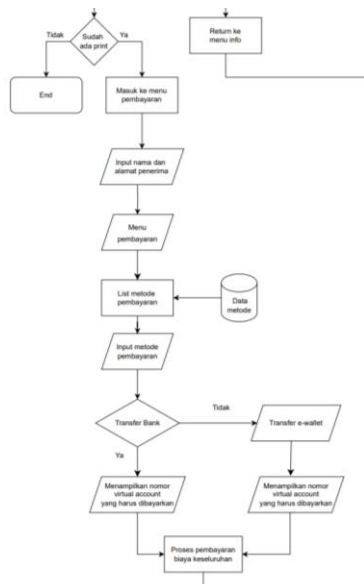 Tidak
Sudah
ada print
Ya
Return ke
menu info
End
Masuk ke menu
pembayaran
Input nama dan
alamat penerima
Menu
pembayaran
List metode
pembayaran
Data
metode
Input metode
pembayaran
Tidak
Transfer Bank
Transfer e-wallet
Ya
Menampilkan nomor
virtual account
yang harus dibayarkan
Menampilkan nomor
virtual account
yang harus dibayarkan
Proses pembayaran
biaya keseluruhan